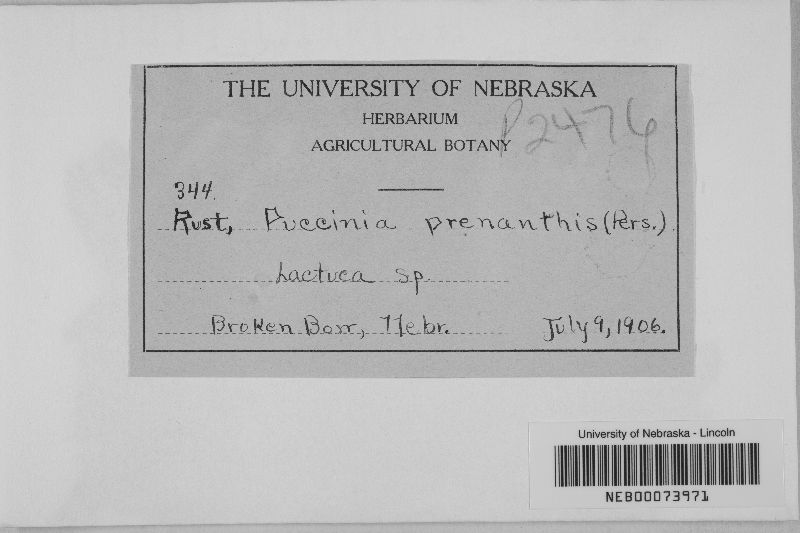 THE UNIVERSITY OF NEBRASKA
HERBARIUM
AGRICULTURAL BOTANY
P2476
344.
Rust, Puccinia prenanthis (Pers.).
Lactuca sp.
Broken Bow, Nebr. July 9, 1906.
University of Nebraska - Lincoln
NEB00073971